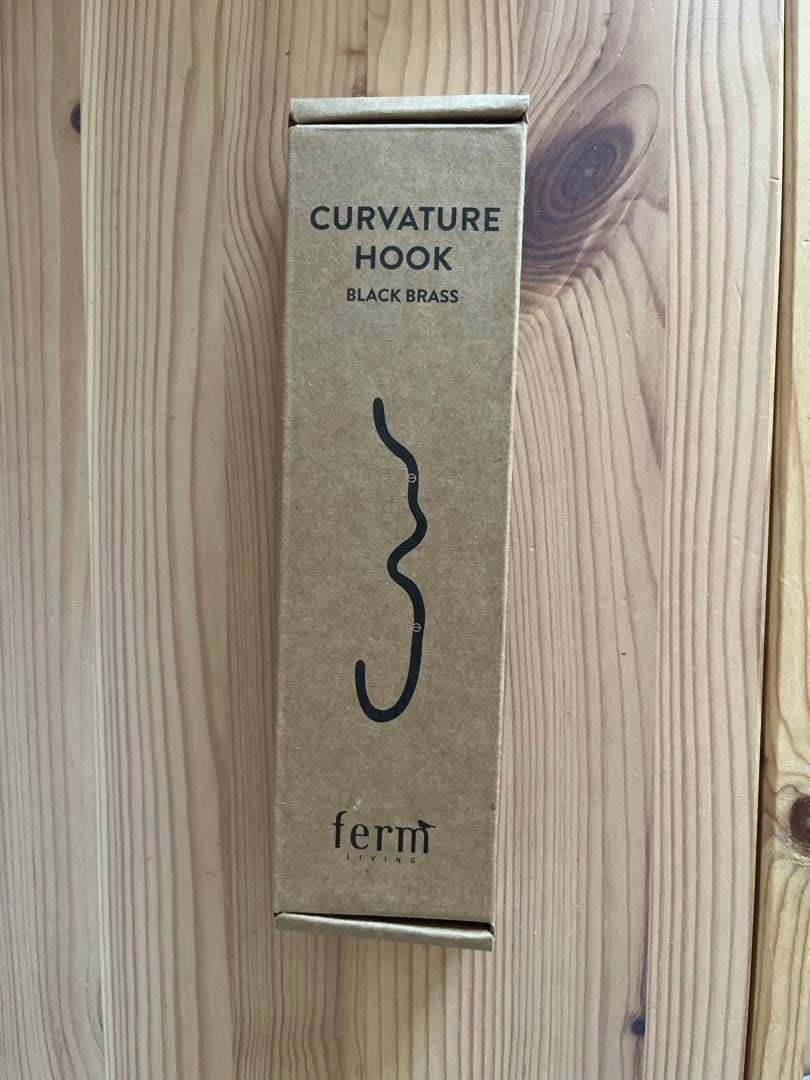 CURVATURE
HOOK
BLACK BRASS
ferm
LIVING